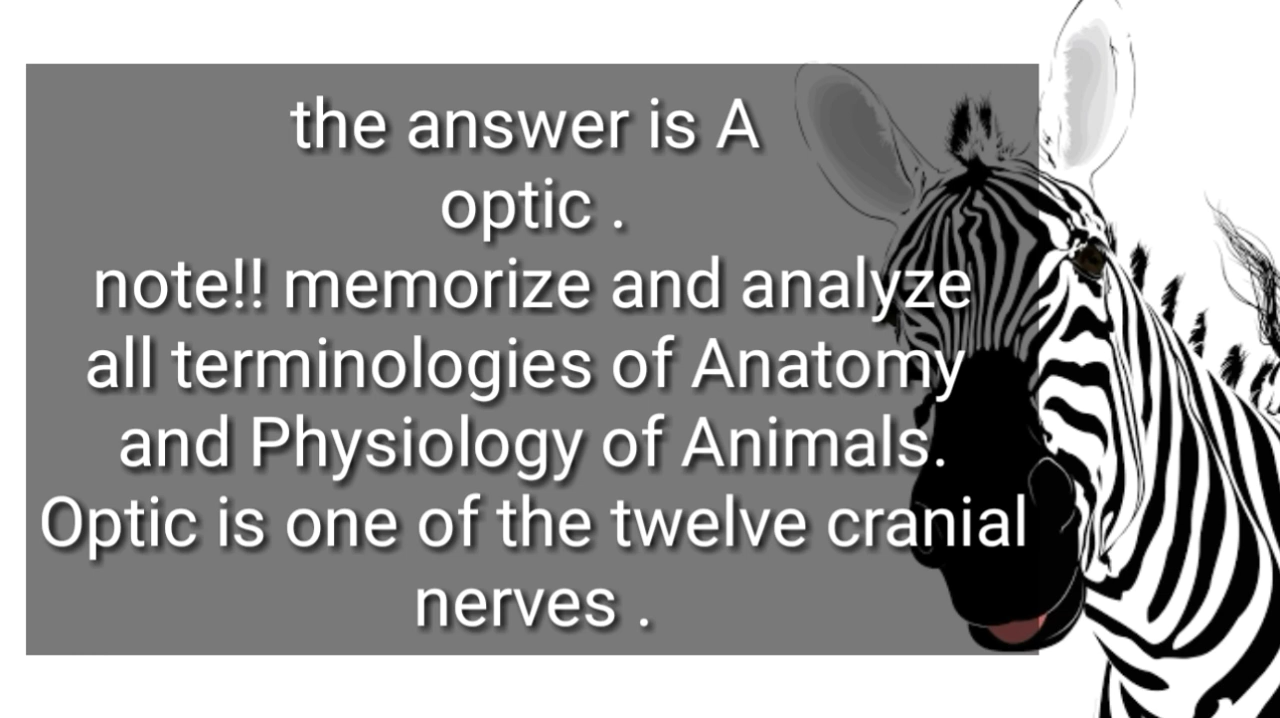 the answer is A
optic .
note!! memorize and analyze
all terminologies of Anatomy
and Physiology of Animals.
Optic is one of the twelve cranial
nerves .